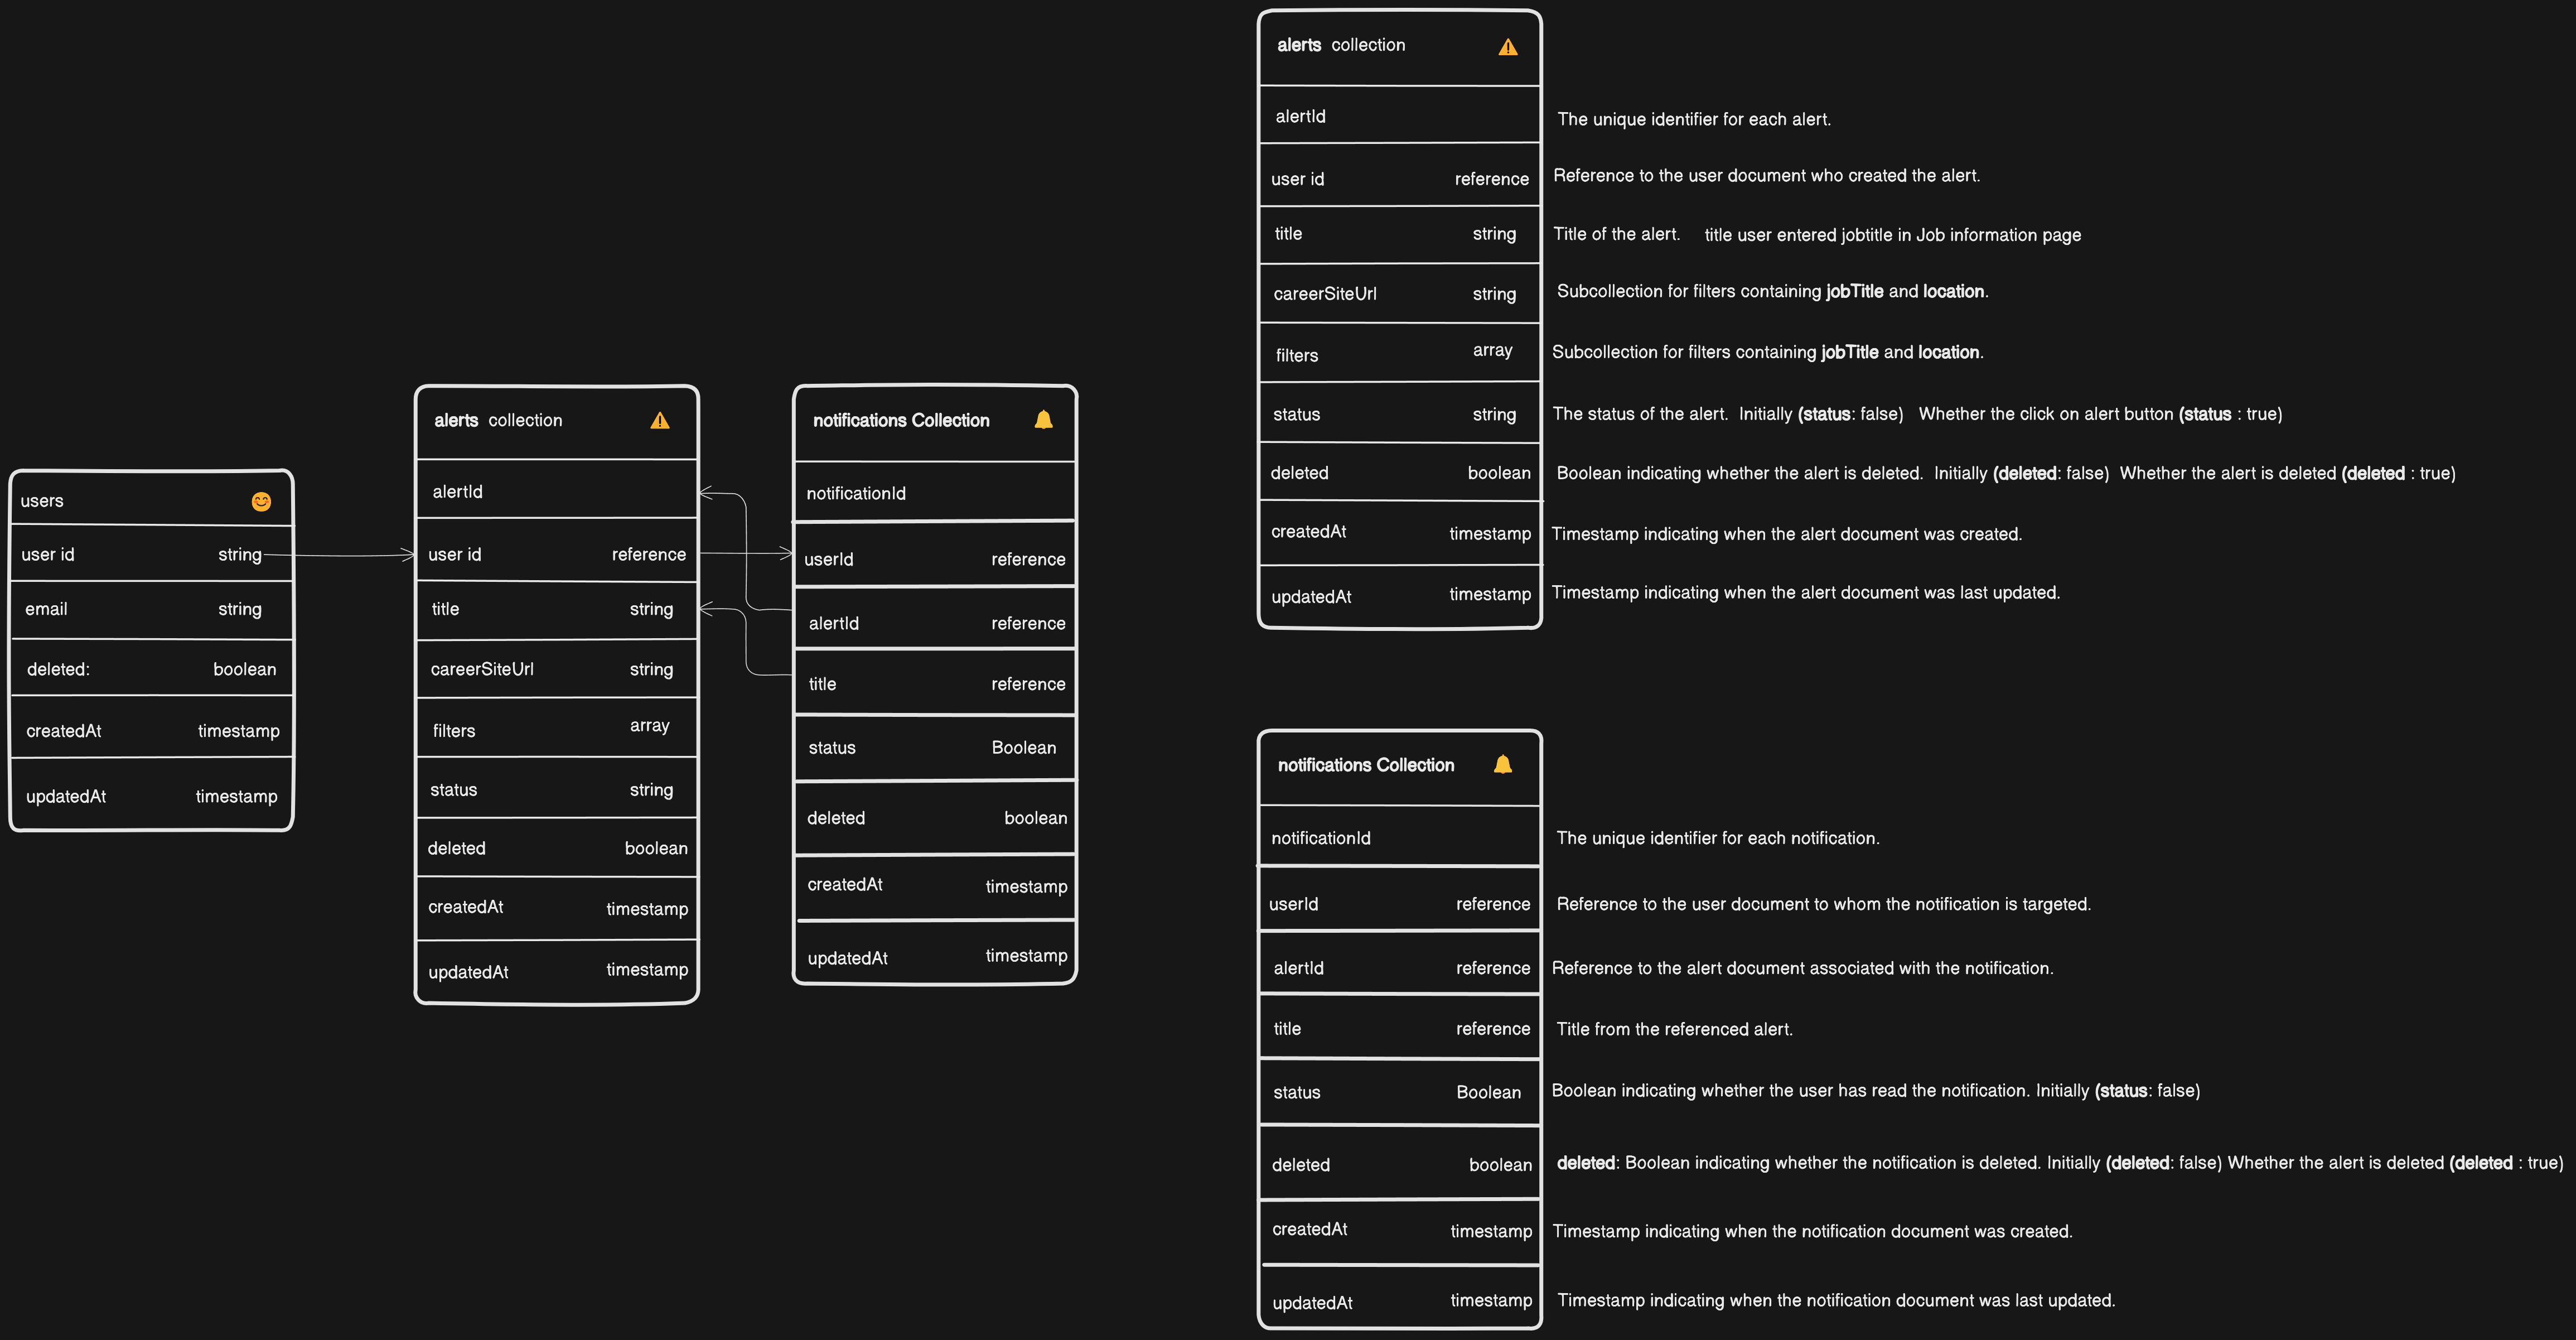 users
user id string
email string
deleted: boolean
createdAt timestamp
updatedAt timestamp
alerts collection
alertId
user id reference
title string
careerSiteUrl string
filters array
status string
deleted boolean
createdAt timestamp
updatedAt timestamp
notifications Collection
notificationId
userId reference
alertId reference
title reference
status Boolean
deleted boolean
createdAt timestamp
updatedAt timestamp
alerts collection
alertId The unique identifier for each alert.
user id reference Reference to the user document who created the alert.
title string Title of the alert. title user entered jobtitle in Job information page
careerSiteUrl string Subcollection for filters containing jobTitle and location.
filters array Subcollection for filters containing jobTitle and location.
status string The status of the alert. Initially (status: false) Whether the click on alert button (status : true)
deleted boolean Boolean indicating whether the alert is deleted. Initially (deleted: false) Whether the alert is deleted (deleted : true)
createdAt timestamp Timestamp indicating when the alert document was created.
updatedAt timestamp Timestamp indicating when the alert document was last updated.
notifications Collection
notificationId The unique identifier for each notification.
userId reference Reference to the user document to whom the notification is targeted.
alertId reference Reference to the alert document associated with the notification.
title reference Title from the referenced alert.
status Boolean Boolean indicating whether the user has read the notification. Initially (status: false)
deleted boolean deleted: Boolean indicating whether the notification is deleted. Initially (deleted: false) Whether the alert is deleted (deleted : true)
createdAt timestamp Timestamp indicating when the notification document was created.
updatedAt timestamp Timestamp indicating when the notification document was last updated.